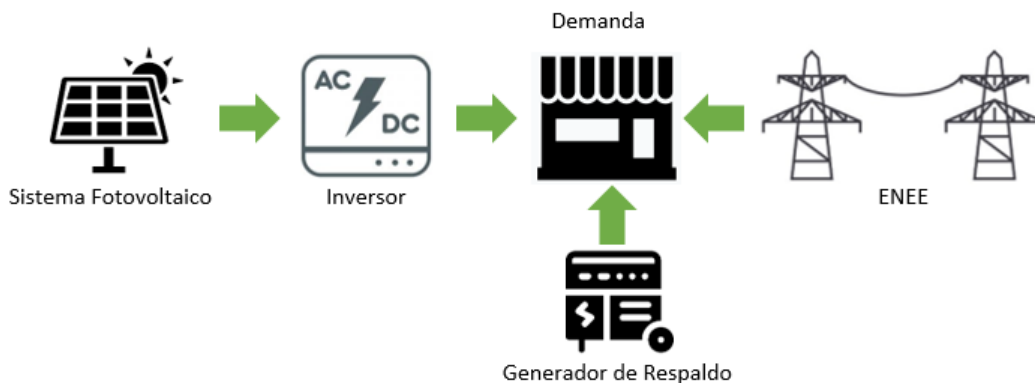 Demanda
AC
DC
Sistema Fotovoltaico
Inversor
ENEE
Generador de Respaldo